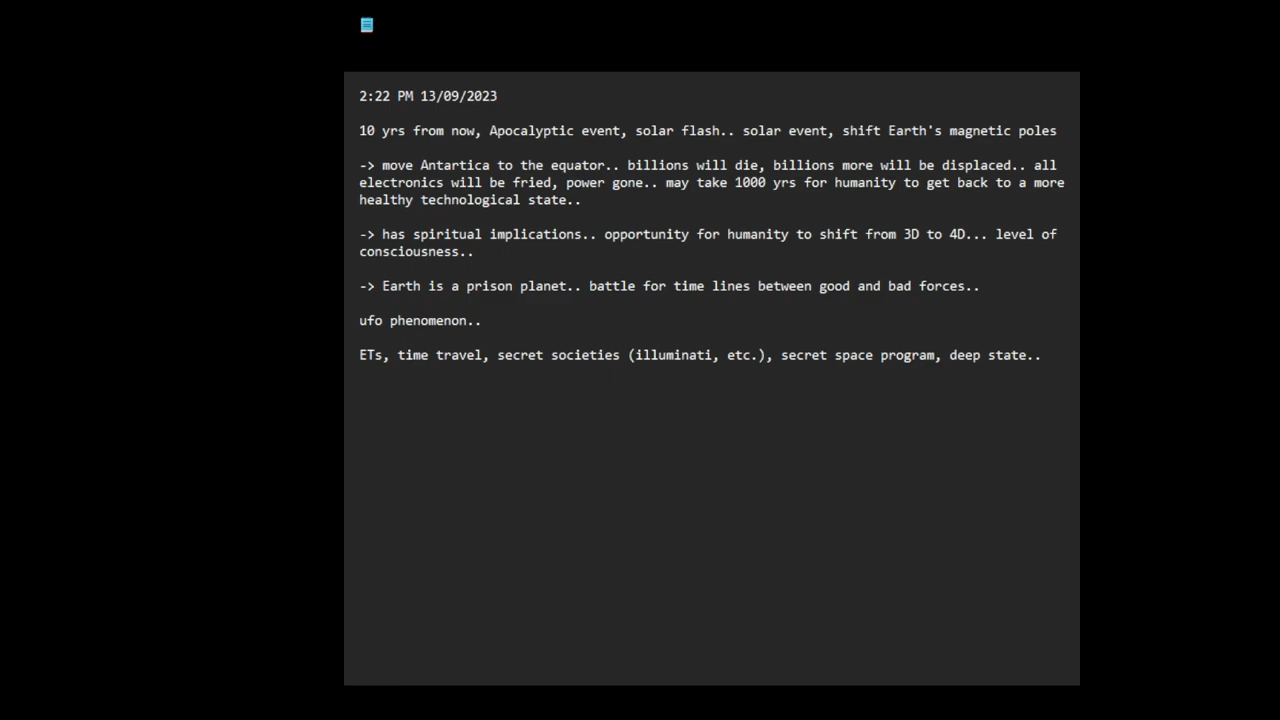 2:22 PM 13/09/2023
10 yrs from now, Apocalyptic event, solar flash.. solar event, shift Earth's magnetic poles
-> move Antartica to the equator.. billions will die, billions more will be displaced.. all
electronics will be fried, power gone.. may take 1000 yrs for humanity to get back to a more
healthy technological state..
-> has spiritual implications.. opportunity for humanity to shift from 3D to 4D... level of
consciousness..
-> Earth is a prison planet.. battle for time lines between good and bad forces..
ufo phenomenon..
ETs, time travel, secret societies (illuminati, etc.), secret space program, deep state..